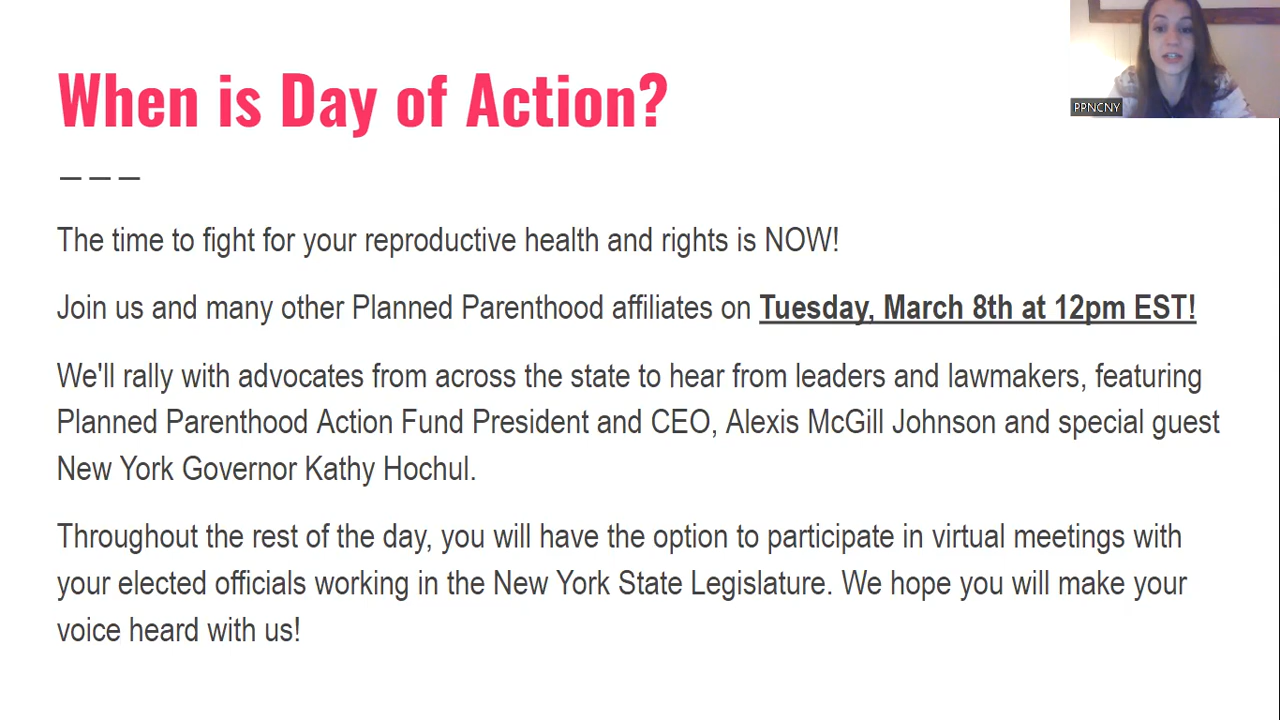 When is Day of Action?
PPNCNY
The time to fight for your reproductive health and rights is NOW!
Join us and many other Planned Parenthood affiliates on Tuesday, March 8th at 12pm EST!
We'll rally with advocates from across the state to hear from leaders and lawmakers, featuring
Planned Parenthood Action Fund President and CEO, Alexis McGill Johnson and special guest
New York Governor Kathy Hochul.
Throughout the rest of the day, you will have the option to participate in virtual meetings with
your elected officials working in the New York State Legislature. We hope you will make your
voice heard with us!